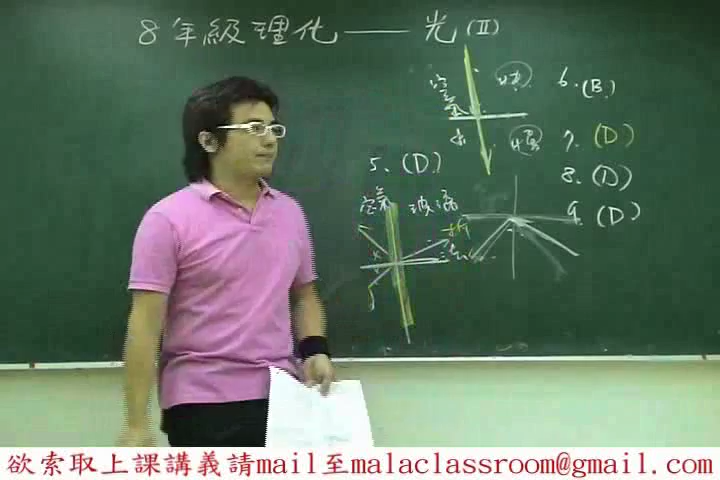 8年級理化——光(II)
空氣 快
水 慢
6.(B)
7.(D)
8.(D)
9.(D)
5.(D)
空氣 玻璃
欲索取上課講義請mail至malaclassroom@gmail.com